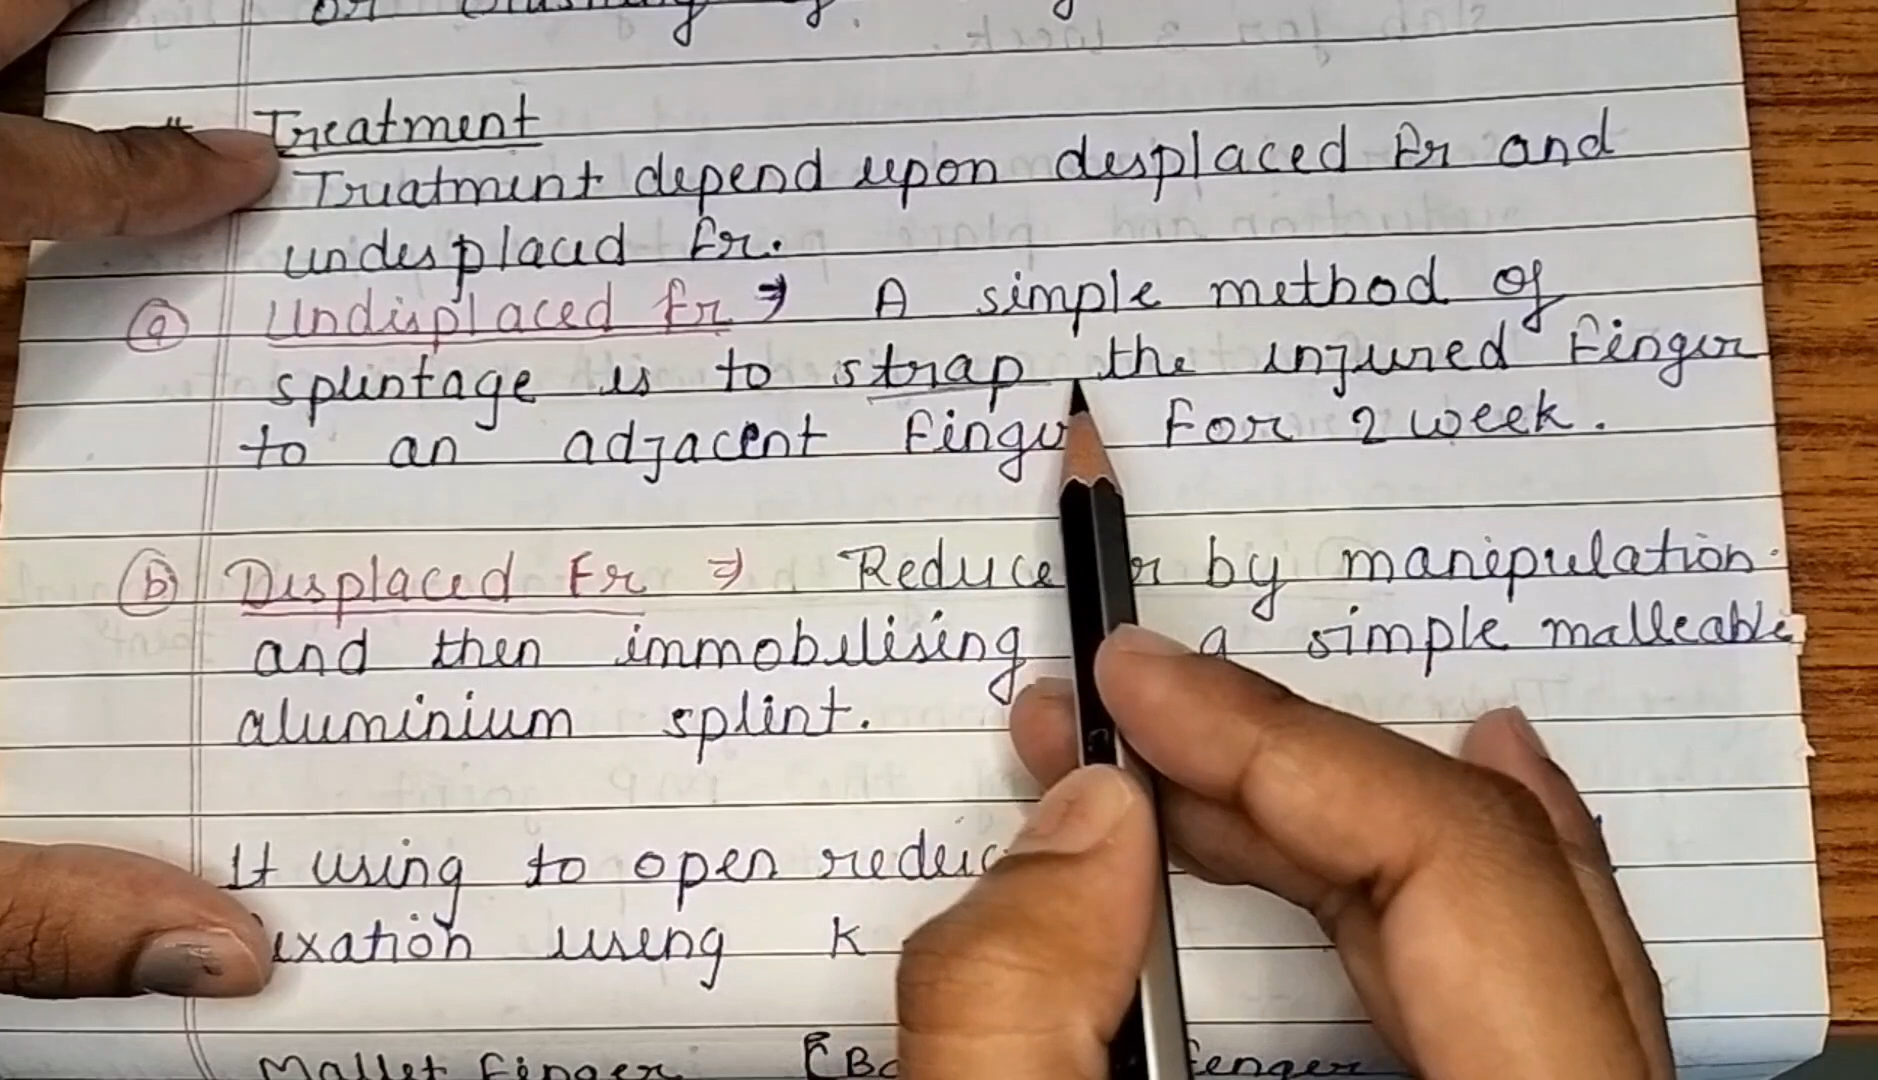 Treatment
Treatment depend upon desplaced Fr and
undesplaced Fr.
(a) Undisplaced Fr ⇒ A simple method of
splintage is to strap the injured Finger
to an adjacent Finger For 2 week.
(b) Displaced Fr ⇒ Reduce by manipulation
and then immobilising a simple malleable
aluminium splint.
It using to open
using K
Mallet Finger